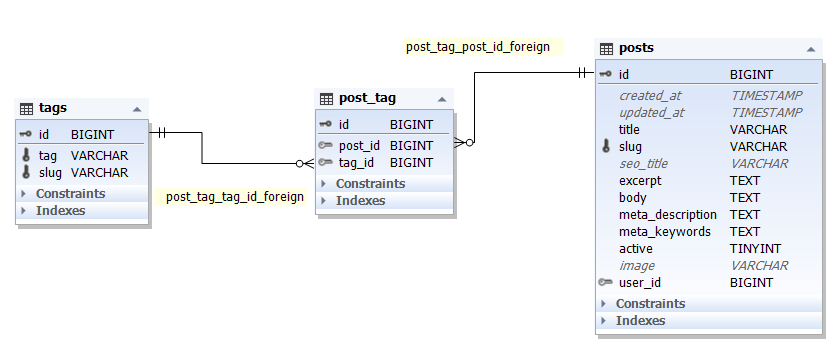 post_tag_post_id_foreign
tags
id BIGINT
tag VARCHAR
slug VARCHAR
Constraints
Indexes
post_tag_tag_id_foreign
post_tag
id BIGINT
post_id BIGINT
tag_id BIGINT
Constraints
Indexes
posts
id BIGINT
created_at TIMESTAMP
updated_at TIMESTAMP
title VARCHAR
slug VARCHAR
seo_title VARCHAR
excerpt TEXT
body TEXT
meta_description TEXT
meta_keywords TEXT
active TINYINT
image VARCHAR
user_id BIGINT
Constraints
Indexes